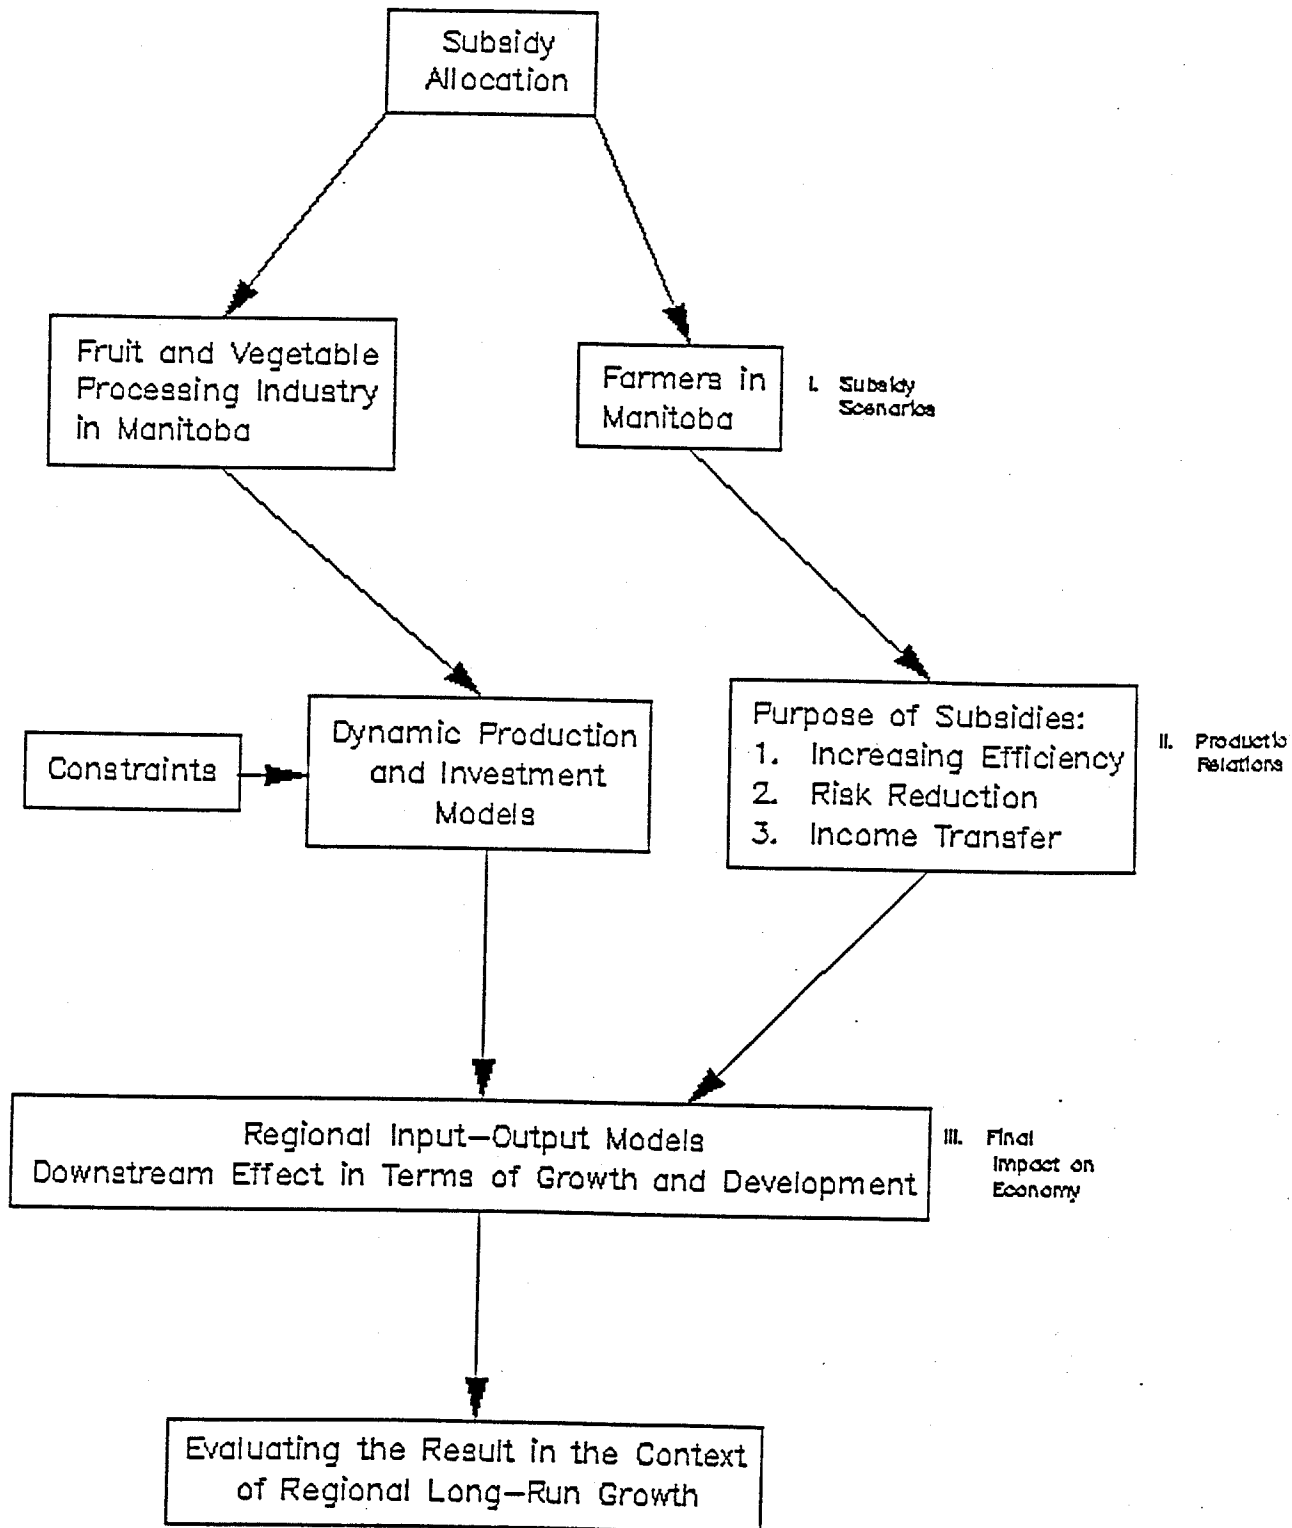 Subsidy
Allocation
Fruit and Vegetable
Processing Industry
in Manitoba
Farmers in
Manitoba
I. Subsidy
Scenarios
Constraints
Dynamic Production
and Investment
Models
Purpose of Subsidies:
1. Increasing Efficiency
2. Risk Reduction
3. Income Transfer
II. Productio
Relations
Regional Input-Output Models
Downstream Effect in Terms of Growth and Development
III. Final
Impact on
Economy
Evaluating the Result in the Context
of Regional Long-Run Growth